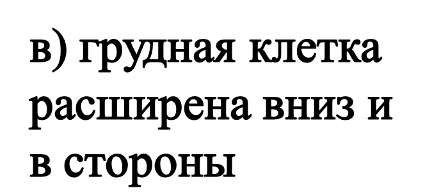 в) грудная клетка
расширена вниз и
в стороны